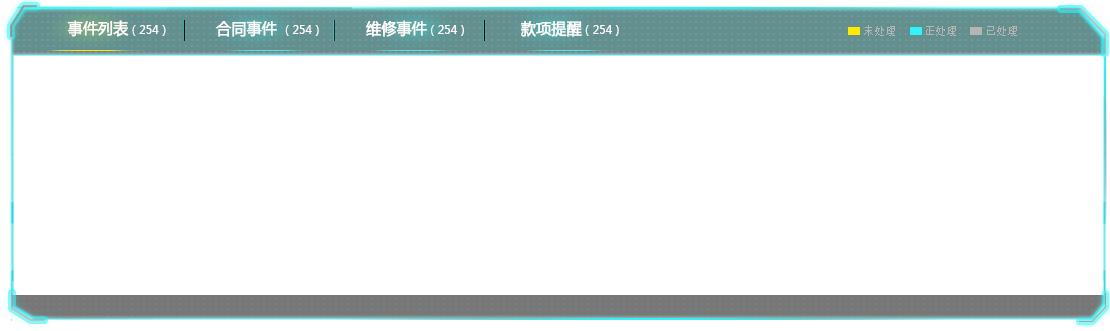 事件列表 ( 254 ) 合同事件 ( 254 ) 维修事件 ( 254 ) 款项提醒 ( 254 ) 未处理 正处理 已处理